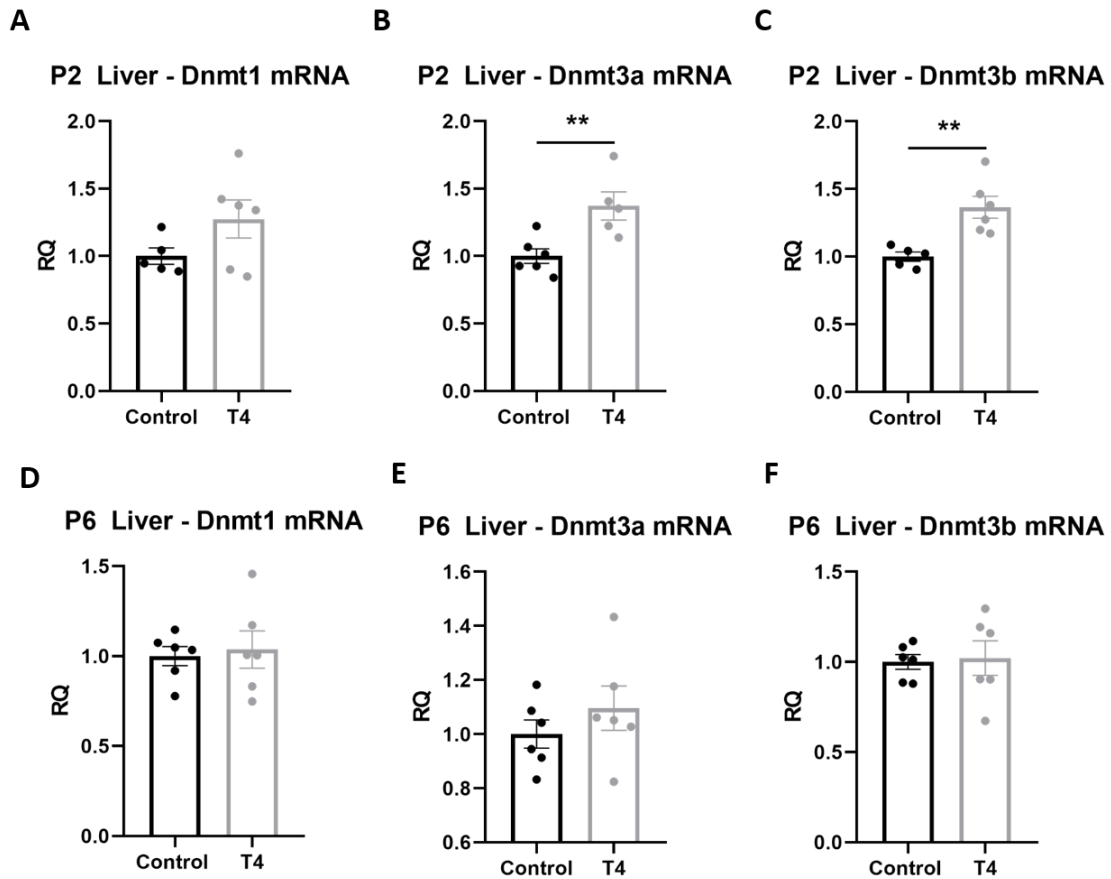 A
P2 Liver - Dnmt1 mRNA
2.0
1.5
1.0
0.5
0.0
RQ
Control T4
B
P2 Liver - Dnmt3a mRNA
**
2.0
1.5
1.0
0.5
0.0
RQ
Control T4
C
P2 Liver - Dnmt3b mRNA
**
2.0
1.5
1.0
0.5
0.0
RQ
Control T4
D
P6 Liver - Dnmt1 mRNA
1.5
1.0
0.5
0.0
RQ
Control T4
E
P6 Liver - Dnmt3a mRNA
1.6
1.4
1.2
1.0
0.8
0.6
RQ
Control T4
F
P6 Liver - Dnmt3b mRNA
1.5
1.0
0.5
0.0
RQ
Control T4